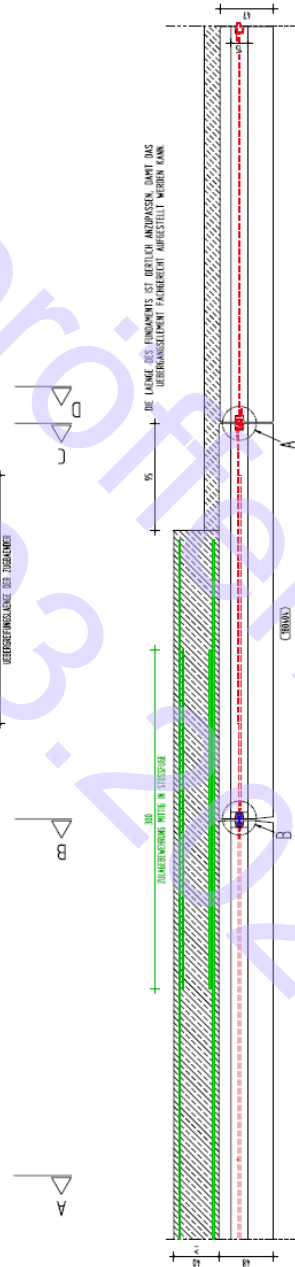 DIE LAENGE DES FUNDAMENTS IST OERTLICH ANZUPASSEN, DAMIT DAS
UEBERGANGSELEMENT FACHGERECHT AUFGESTELLT WERDEN KANN.
UEBERGREIFUNGSLAENGE DER ZUGBAENDER
A
B
C
D
95
300
ZULAGEBEWEHRUNG MITTIG IN STOSSFUGE
47
15
A
B
40
48